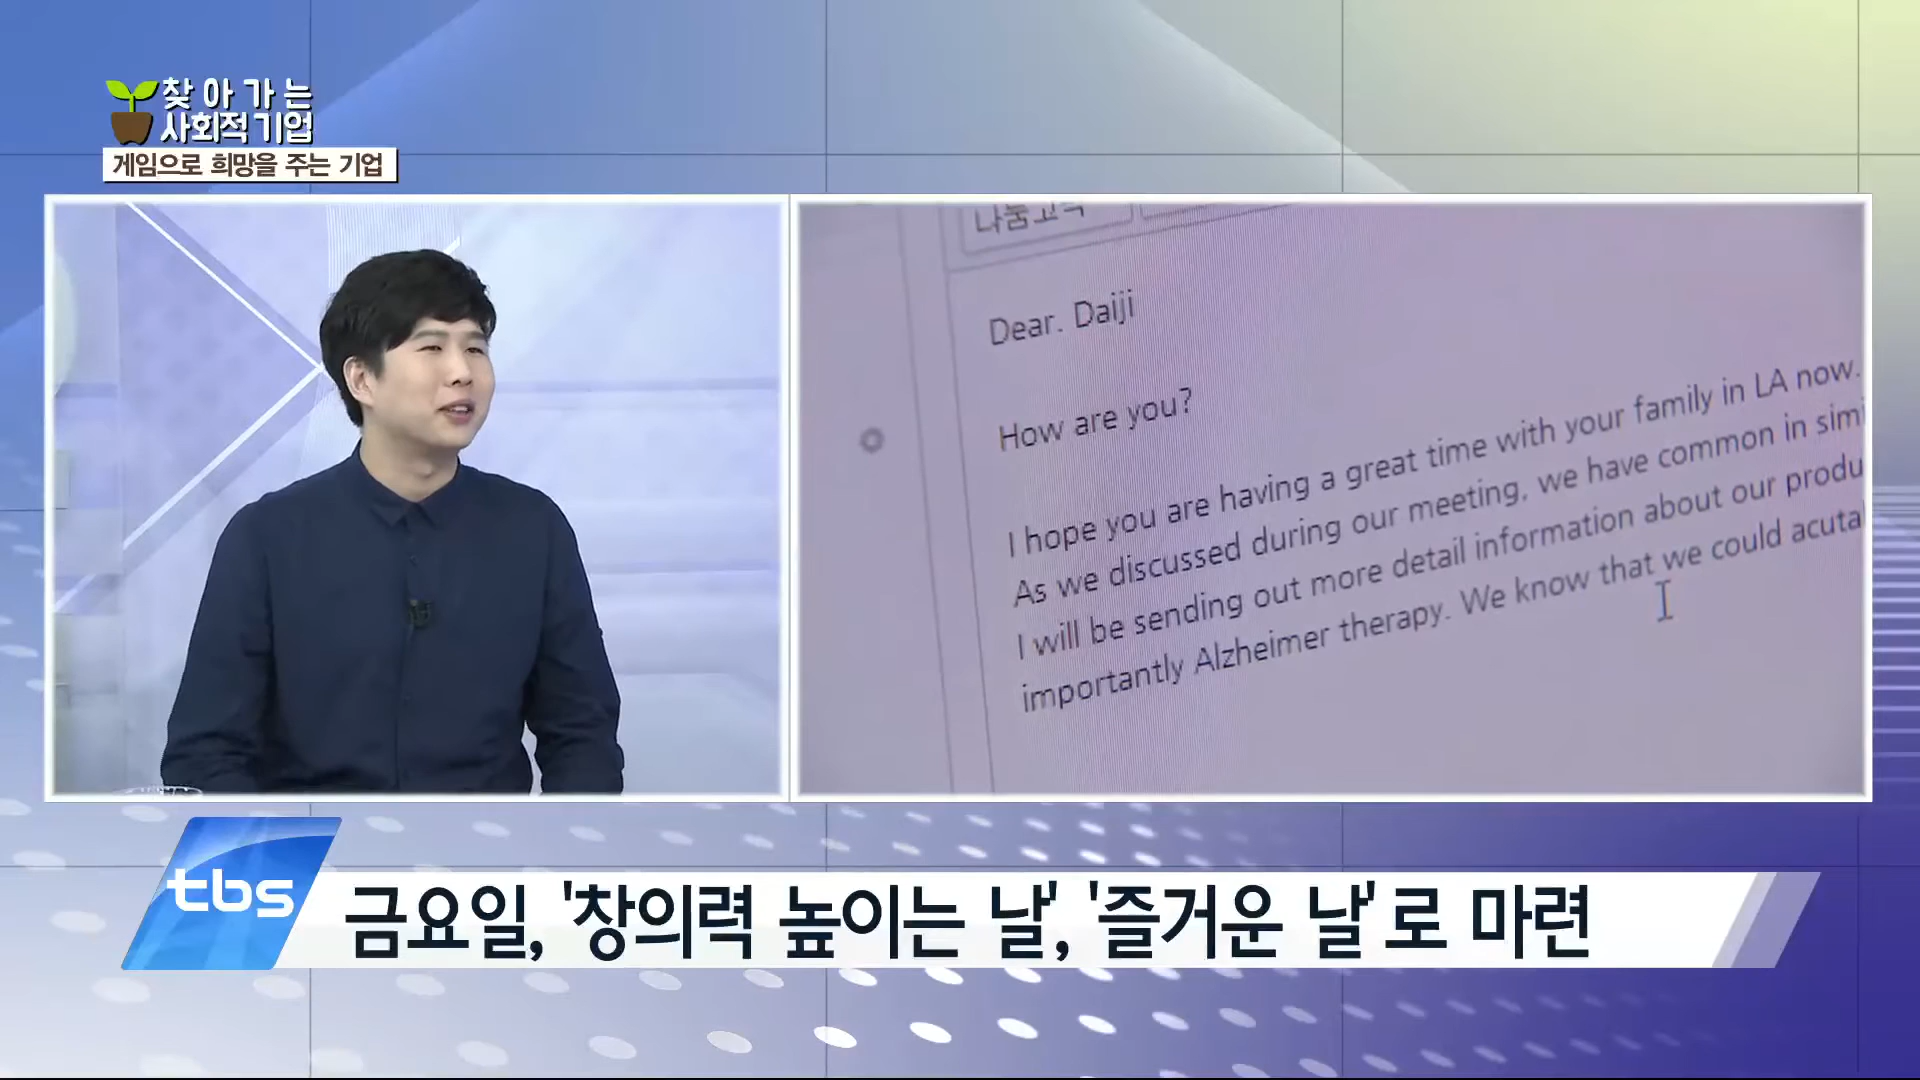 찾아가는
사회적기업
게임으로 희망을 주는 기업
Dear. Daiji
How are you?
I hope you are having a great time with your family in LA now.
As we discussed during our meeting, we have common in simi
I will be sending out more detail information about our produ
importantly Alzheimer therapy. We know that we could acuta
tbs
금요일, '창의력 높이는 날', '즐거운 날'로 마련